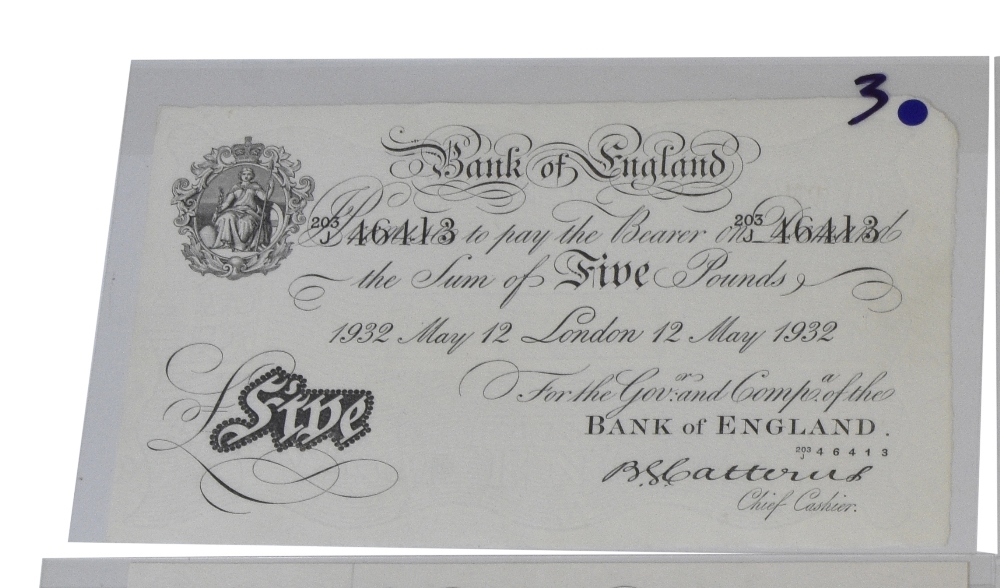 3.
Bank of England
203/J 46413 to pay the Bearer on 203/J 46413
the Sum of Five Pounds
1932 May 12 London 12 May 1932
£Five
For the Gov.r and Comp.a of the
BANK of ENGLAND.
203/J 46413
B G Catterns
Chief Cashier.